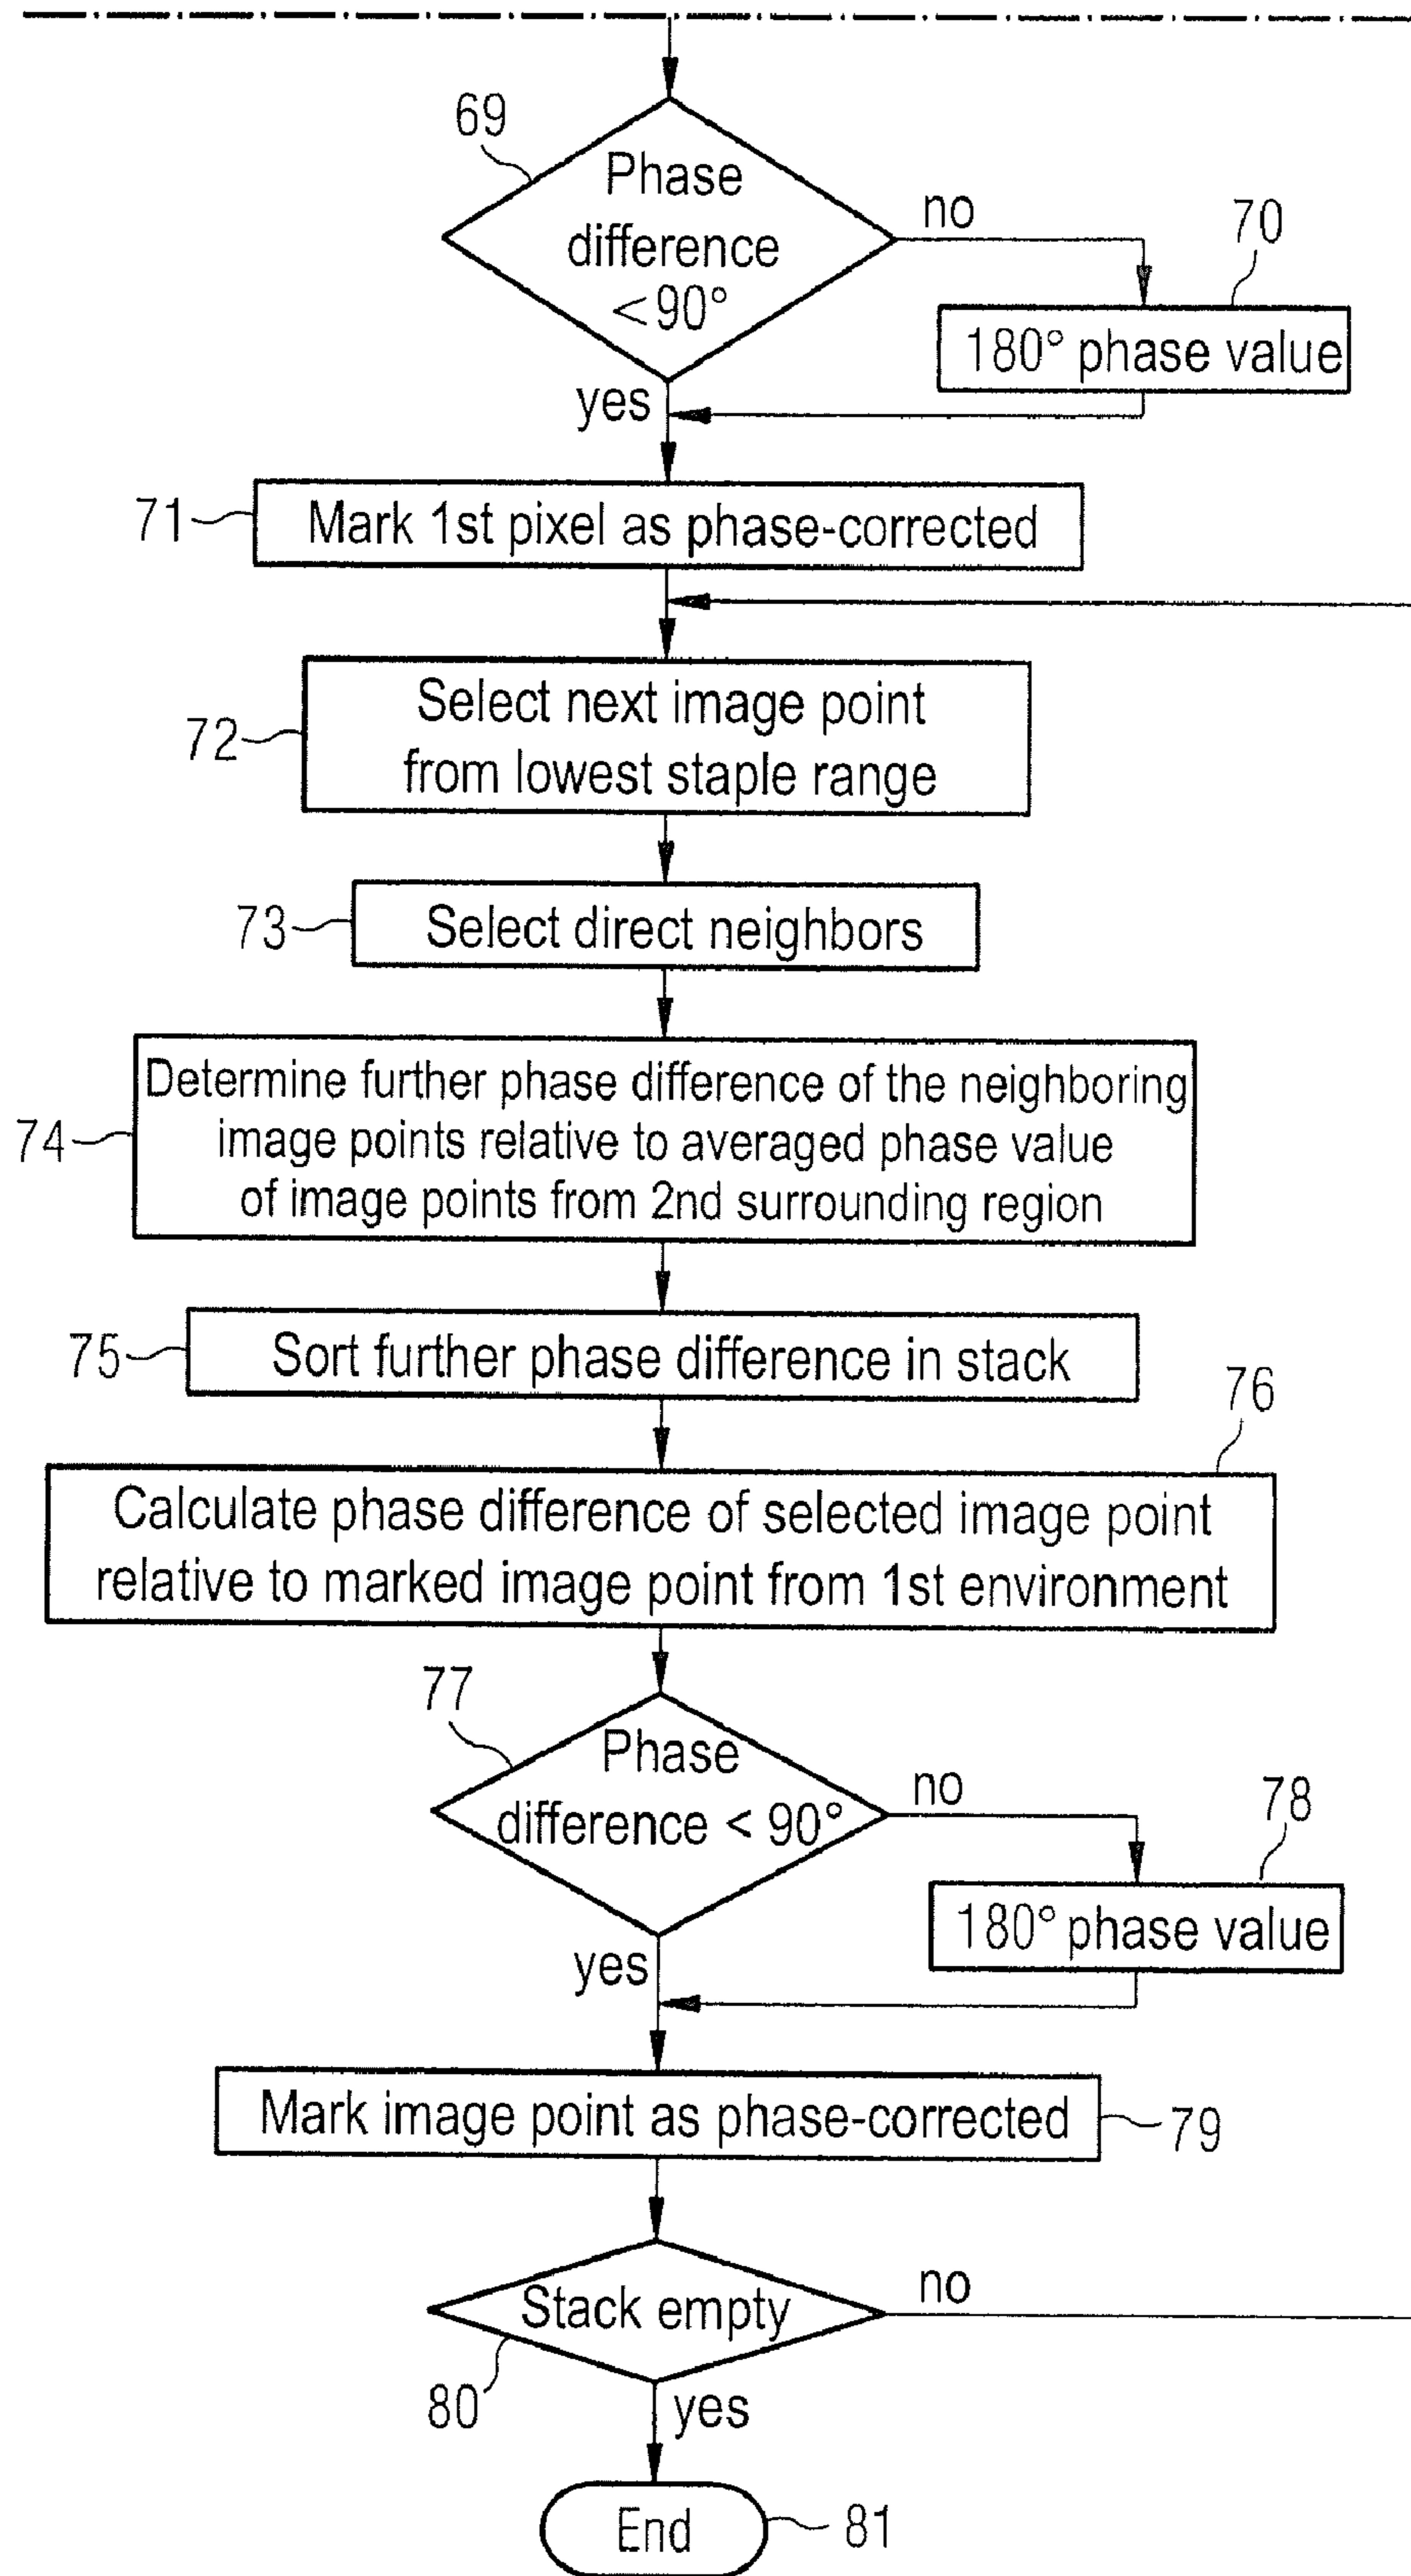 69
Phase
difference
<90°
no
70
180° phase value
yes
71
Mark 1st pixel as phase-corrected
72
Select next image point
from lowest staple range
73
Select direct neighbors
74
Determine further phase difference of the neighboring
image points relative to averaged phase value
of image points from 2nd surrounding region
75
Sort further phase difference in stack
76
Calculate phase difference of selected image point
relative to marked image point from 1st environment
77
Phase
difference < 90°
no
78
180° phase value
yes
Mark image point as phase-corrected
79
Stack empty
no
80
yes
End
81